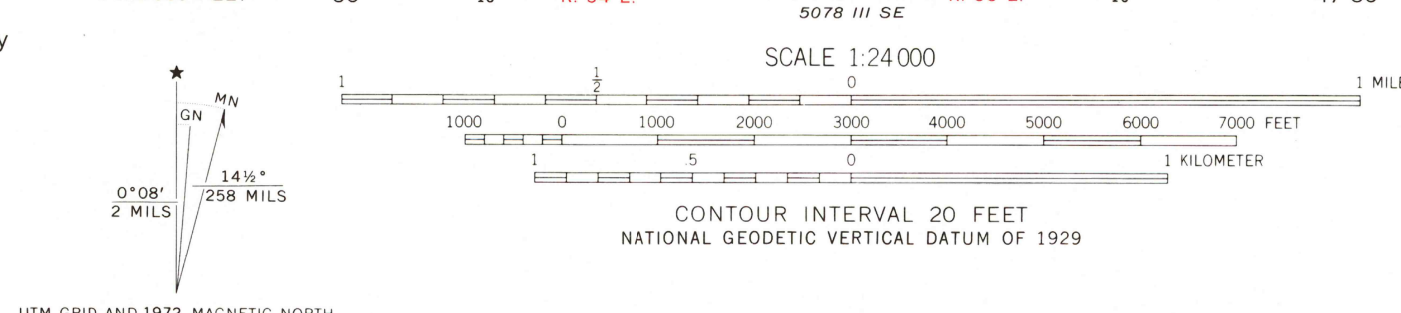 5078 III SE
SCALE 1:24 000
1 1/2 0 1 MILE
1000 0 1000 2000 3000 4000 5000 6000 7000 FEET
1 .5 0 1 KILOMETER
CONTOUR INTERVAL 20 FEET
NATIONAL GEODETIC VERTICAL DATUM OF 1929
★
MN
GN
0°08′
2 MILS
14½°
258 MILS
UTM GRID AND 1972 MAGNETIC NORTH